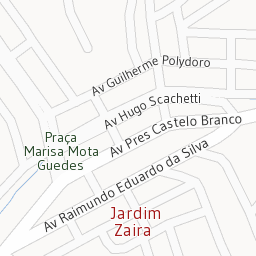 Av Guilherme Polydoro
Av Hugo Scachetti
Av Pres Castelo Branco
Praça
Marisa Mota
Guedes
Av Raimundo Eduardo da Silva
Jardim
Zaira